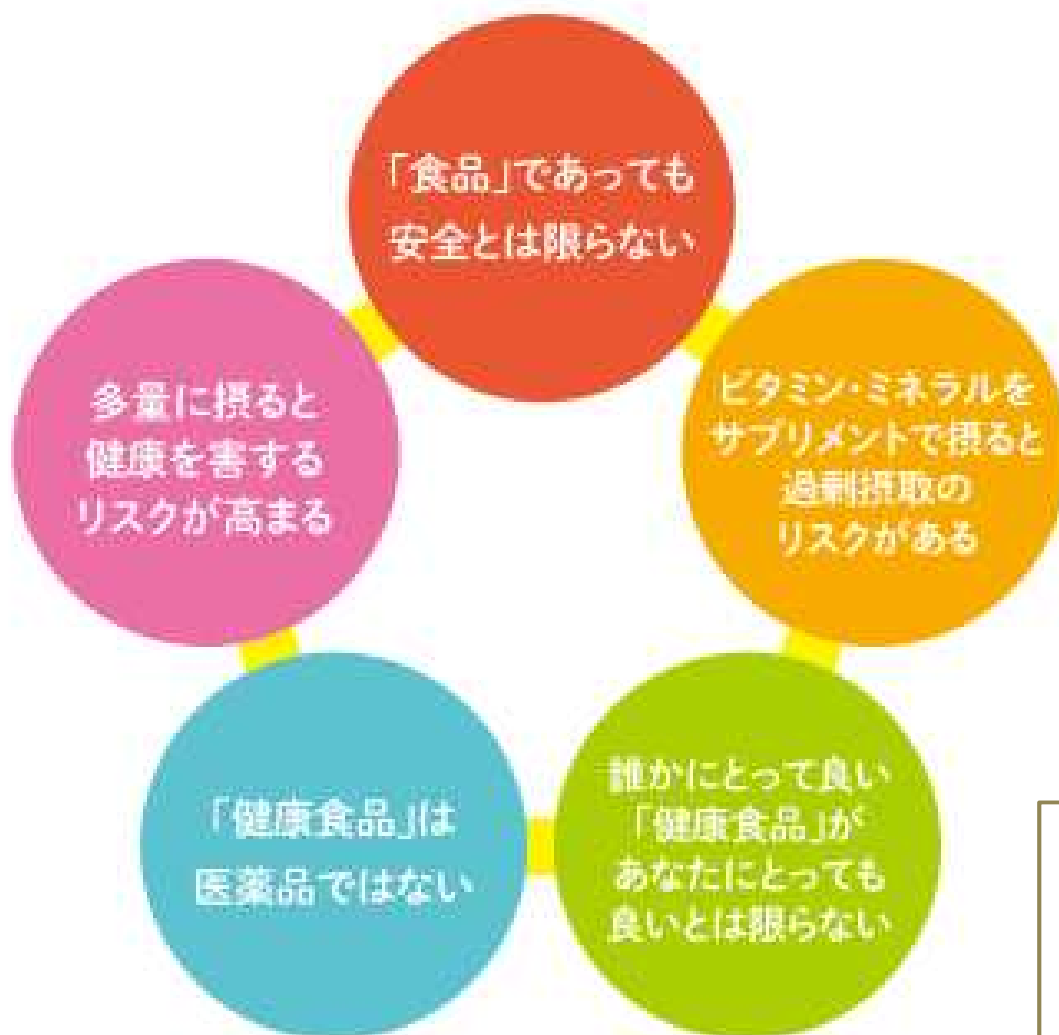 「食品」であっても
安全とは限らない
ビタミン・ミネラルを
サプリメントで摂ると
過剰摂取の
リスクがある
誰かにとって良い
「健康食品」が
あなたにとっても
良いとは限らない
「健康食品」は
医薬品ではない
多量に摂ると
健康を害する
リスクが高まる